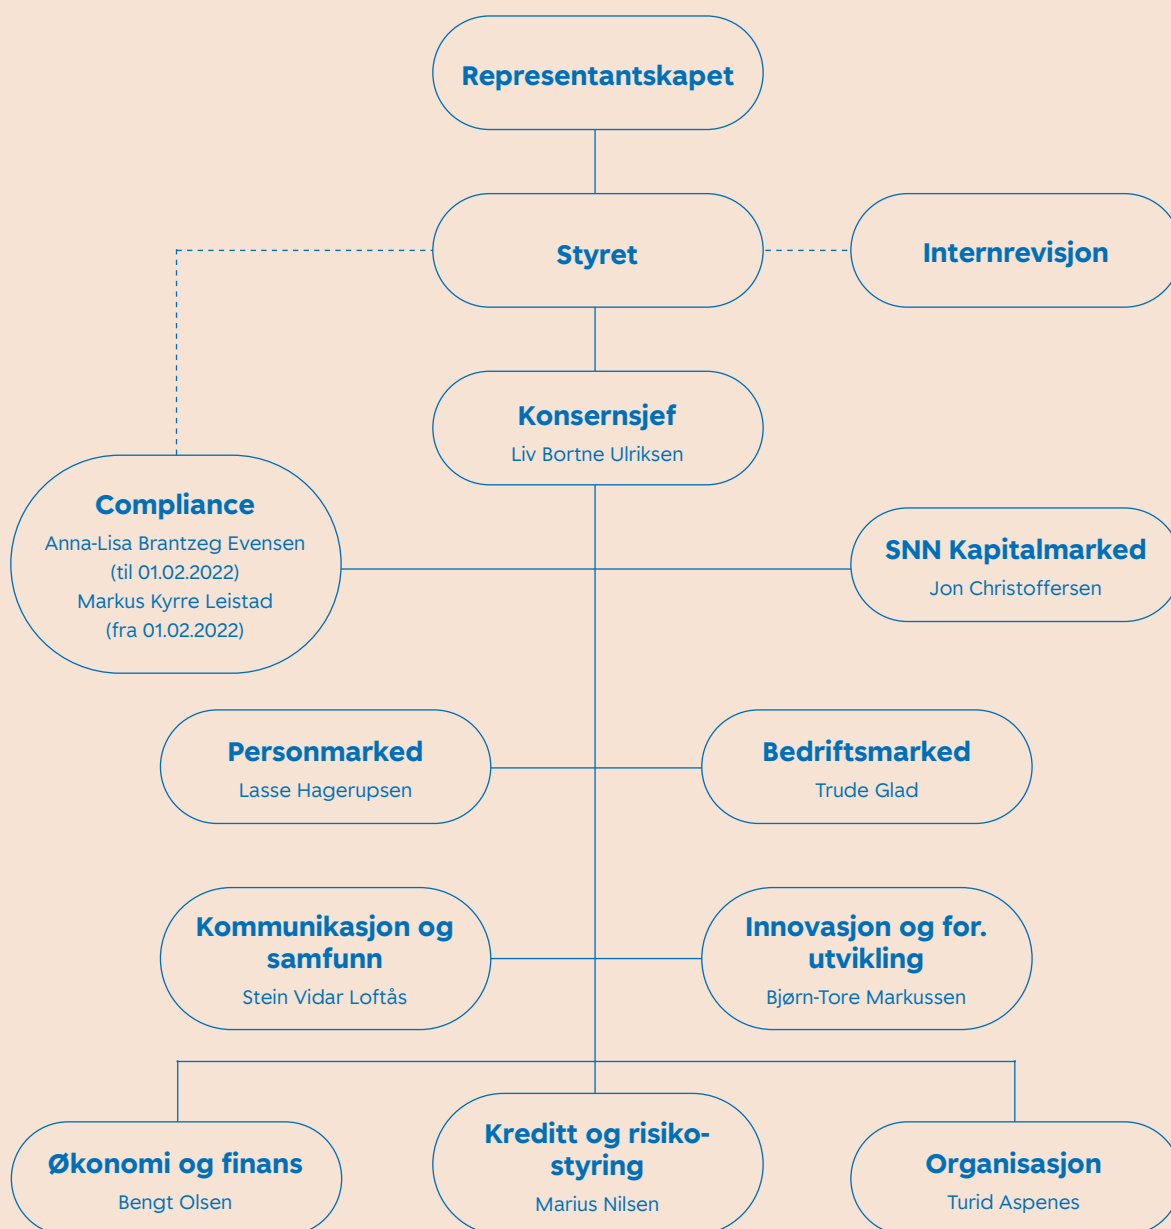 Representantskapet
Styret
Internrevisjon
Konsernsjef
Liv Bortne Ulriksen
Compliance
Anna-Lisa Brantzeg Evensen
(til 01.02.2022)
Markus Kyrre Leistad
(fra 01.02.2022)
SNN Kapitalmarked
Jon Christoffersen
Personmarked
Lasse Hagerupsen
Bedriftsmarked
Trude Glad
Kommunikasjon og
samfunn
Stein Vidar Loftås
Innovasjon og for.
utvikling
Bjørn-Tore Markussen
Økonomi og finans
Bengt Olsen
Kreditt og risiko-
styring
Marius Nilsen
Organisasjon
Turid Aspenes